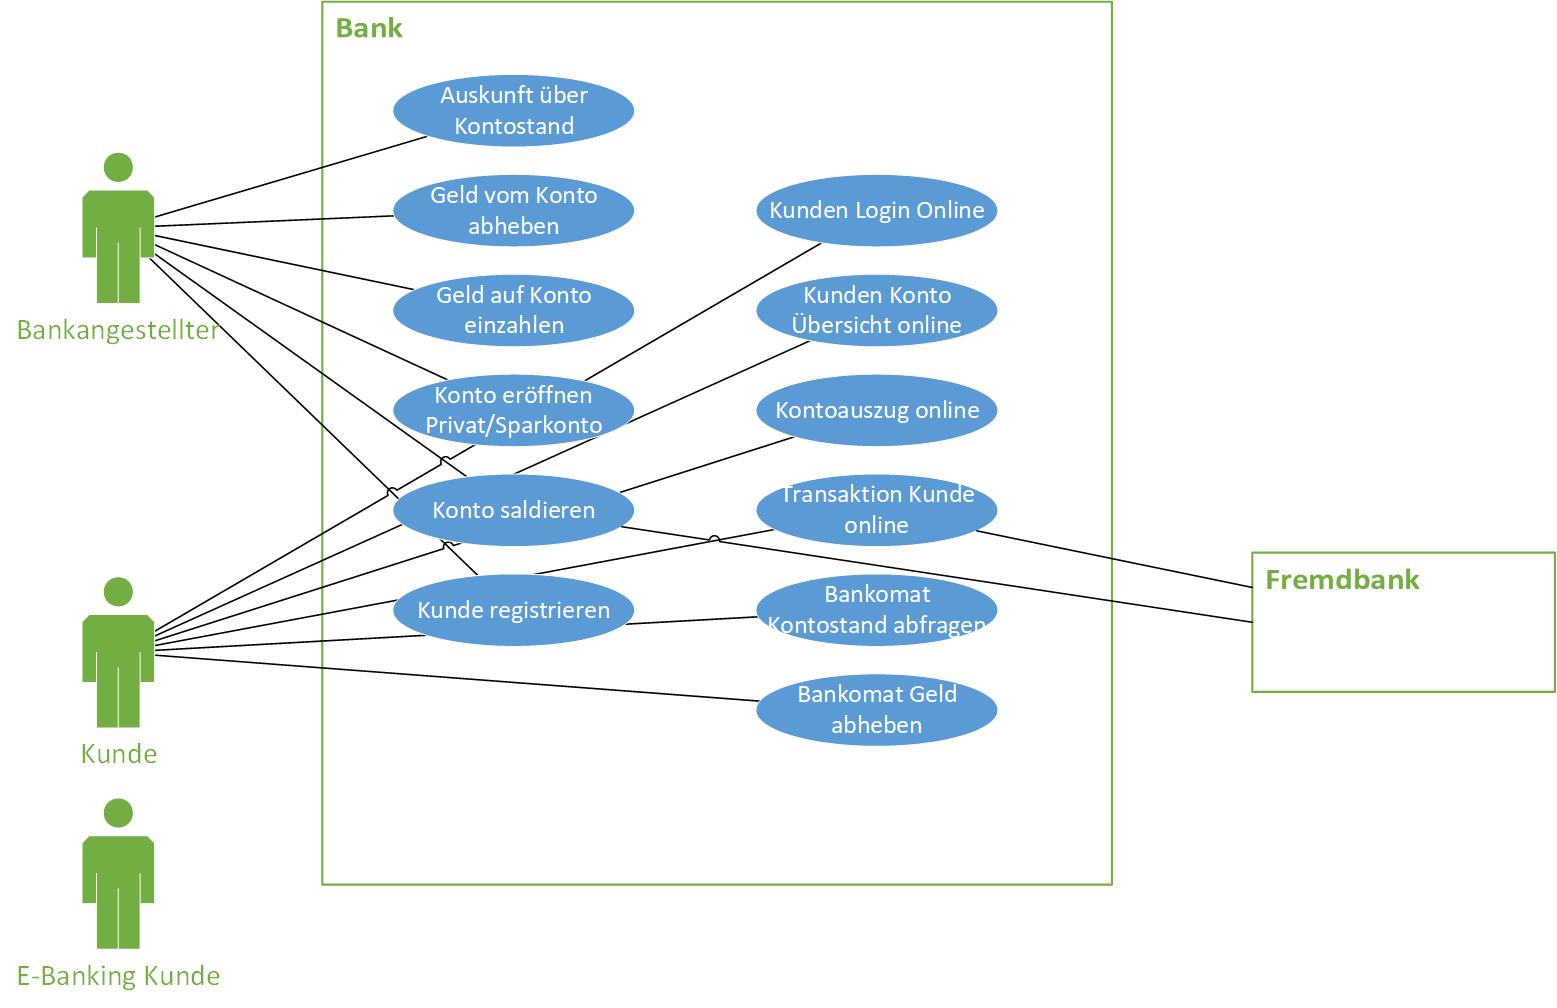 Bank
Auskunft über
Kontostand
Geld vom Konto
abheben
Kunden Login Online
Geld auf Konto
einzahlen
Kunden Konto
Übersicht online
Bankangestellter
Konto eröffnen
Privat/Sparkonto
Kontoauszug online
Konto saldieren
Transaktion Kunde
online
Fremdbank
Kunde registrieren
Bankomat
Kontostand abfragen
Bankomat Geld
abheben
Kunde
E-Banking Kunde